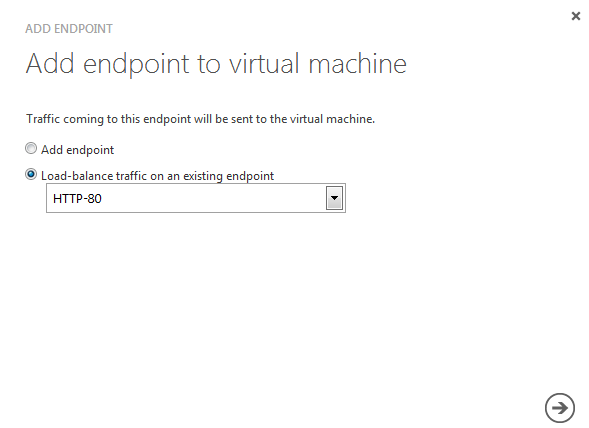 ADD ENDPOINT
Add endpoint to virtual machine
Traffic coming to this endpoint will be sent to the virtual machine.
Add endpoint
Load-balance traffic on an existing endpoint
HTTP-80